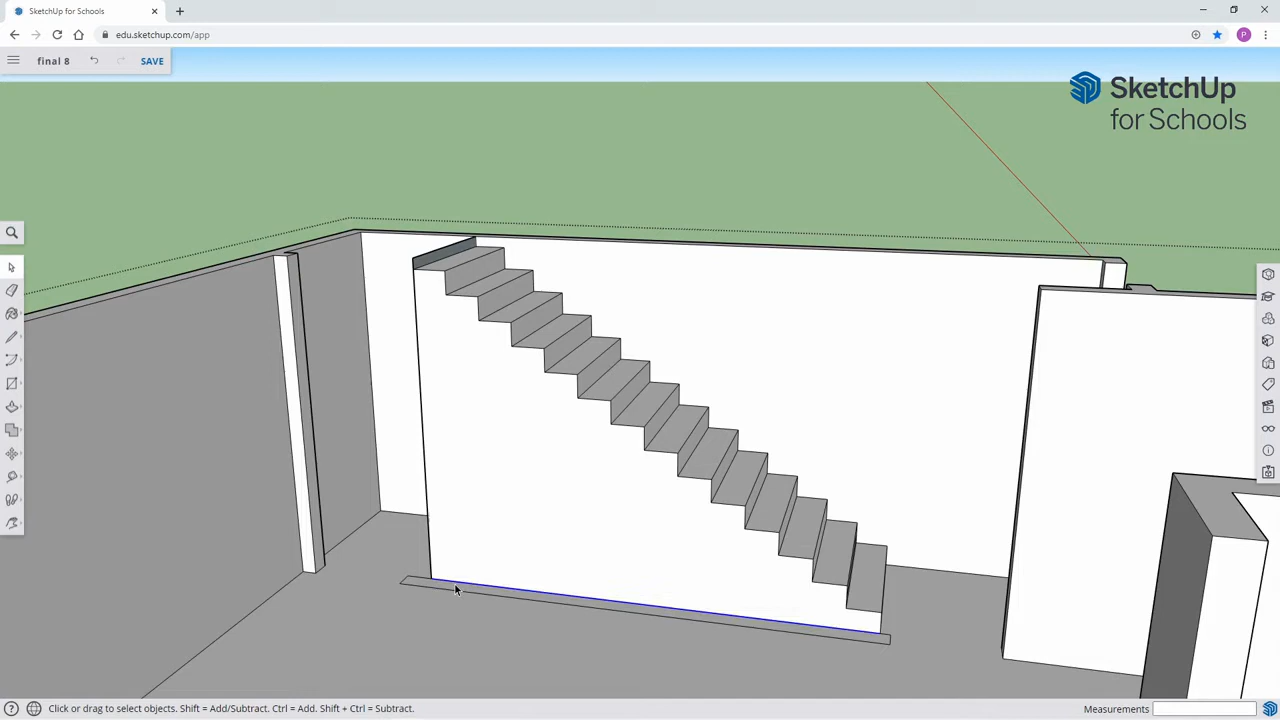 SketchUp for Schools
edu.sketchup.com/app
P
final 8
SAVE
SketchUp
for Schools
Click or drag to select objects. Shift = Add/Subtract. Ctrl = Add. Shift + Ctrl = Subtract.
Measurements